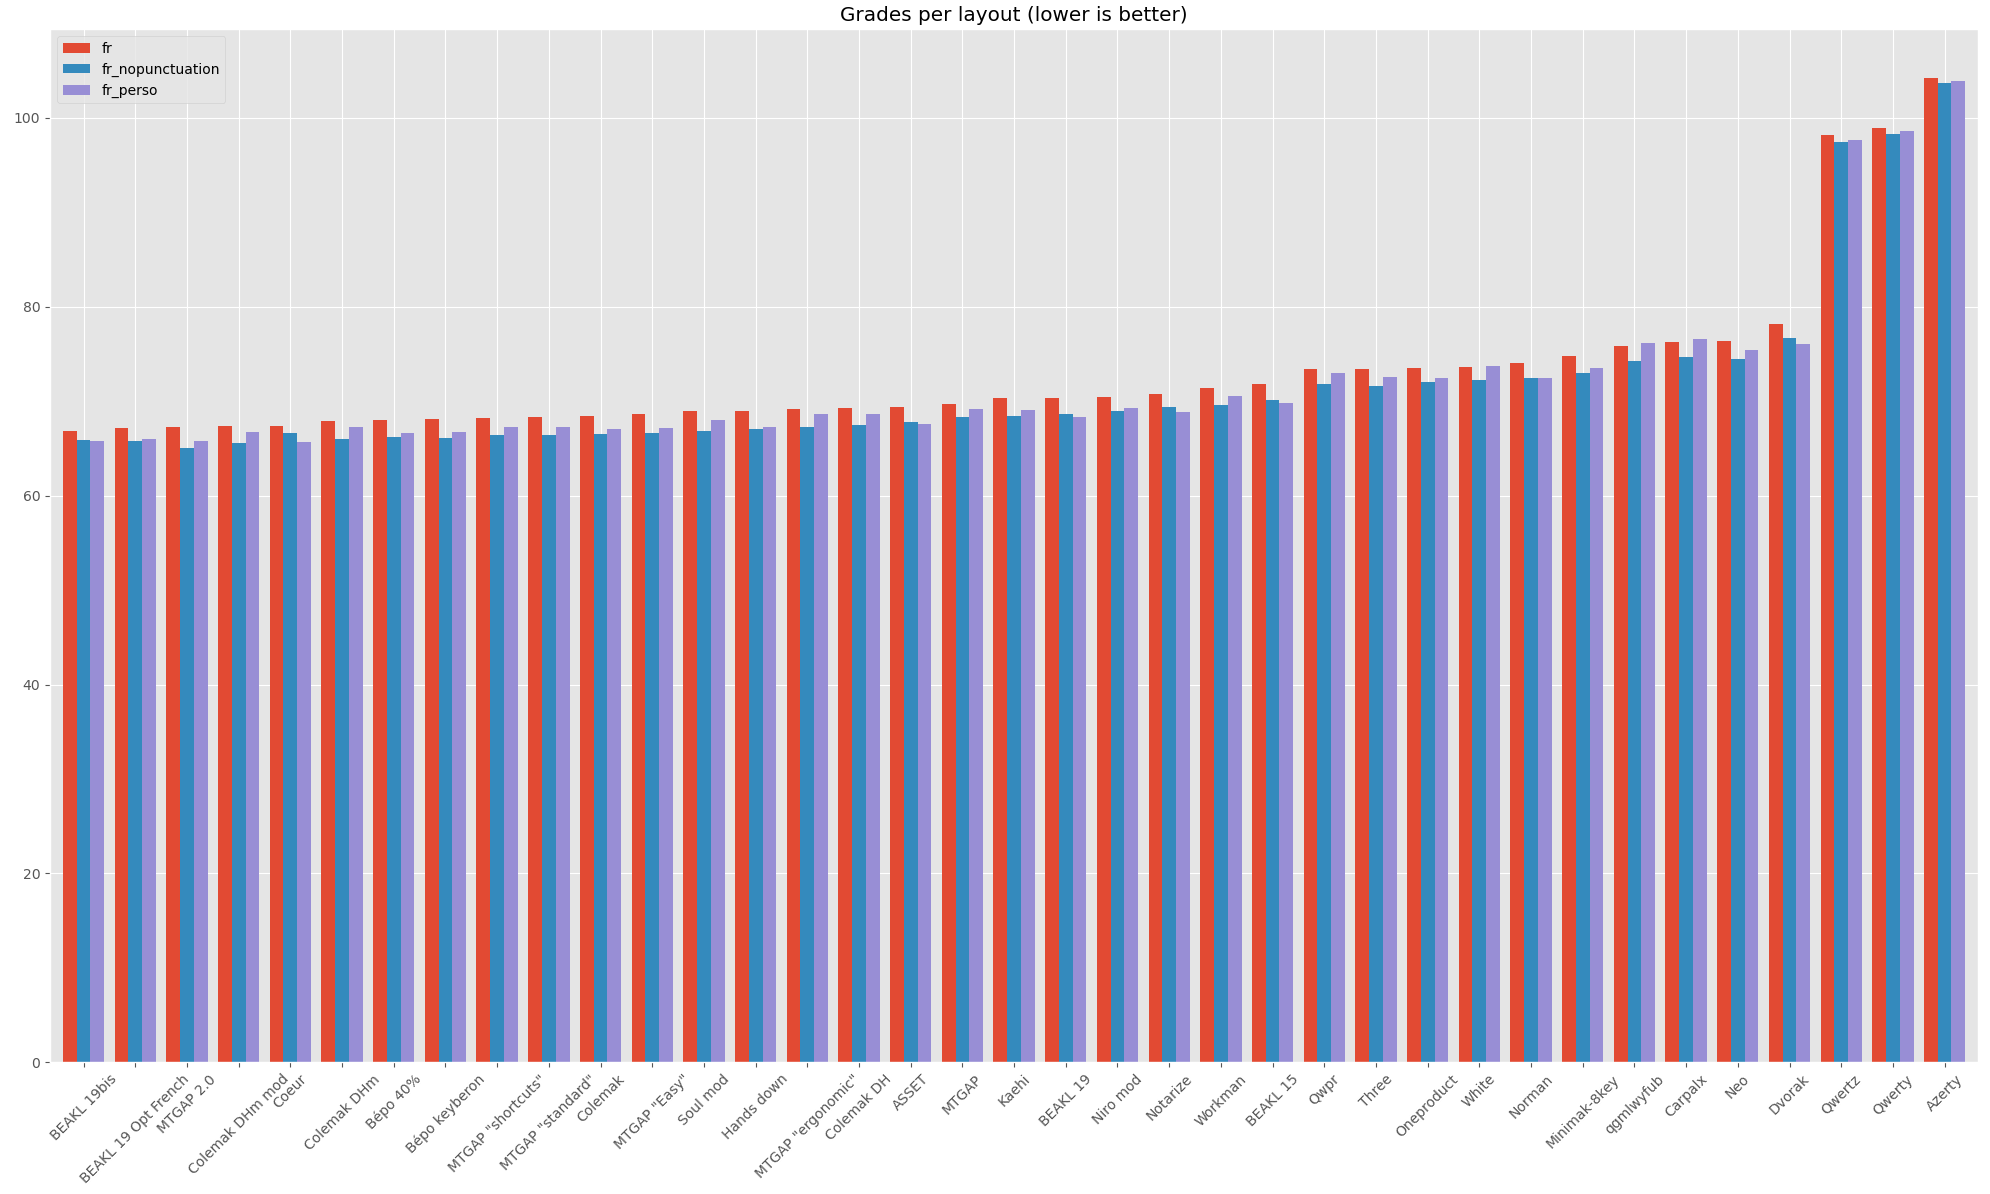 Grades per layout (lower is better)
fr
fr_nopunctuation
fr_perso
100
80
60
40
20
0
BEAKL 19bis
BEAKL 19 Opt French
MTGAP 2.0
Colemak DHm mod
Coeur
Colemak DHm
Bépo 40%
Bépo keyberon
MTGAP "shortcuts"
MTGAP "standard"
Colemak
MTGAP "Easy"
Soul mod
Hands down
MTGAP "ergonomic"
Colemak DH
ASSET
MTGAP
Kaehi
BEAKL 19
Niro mod
Notarize
Workman
BEAKL 15
Qwpr
Three
Oneproduct
White
Norman
Minimak-8key
qgmlwyfub
Carpalx
Neo
Dvorak
Qwertz
Qwerty
Azerty